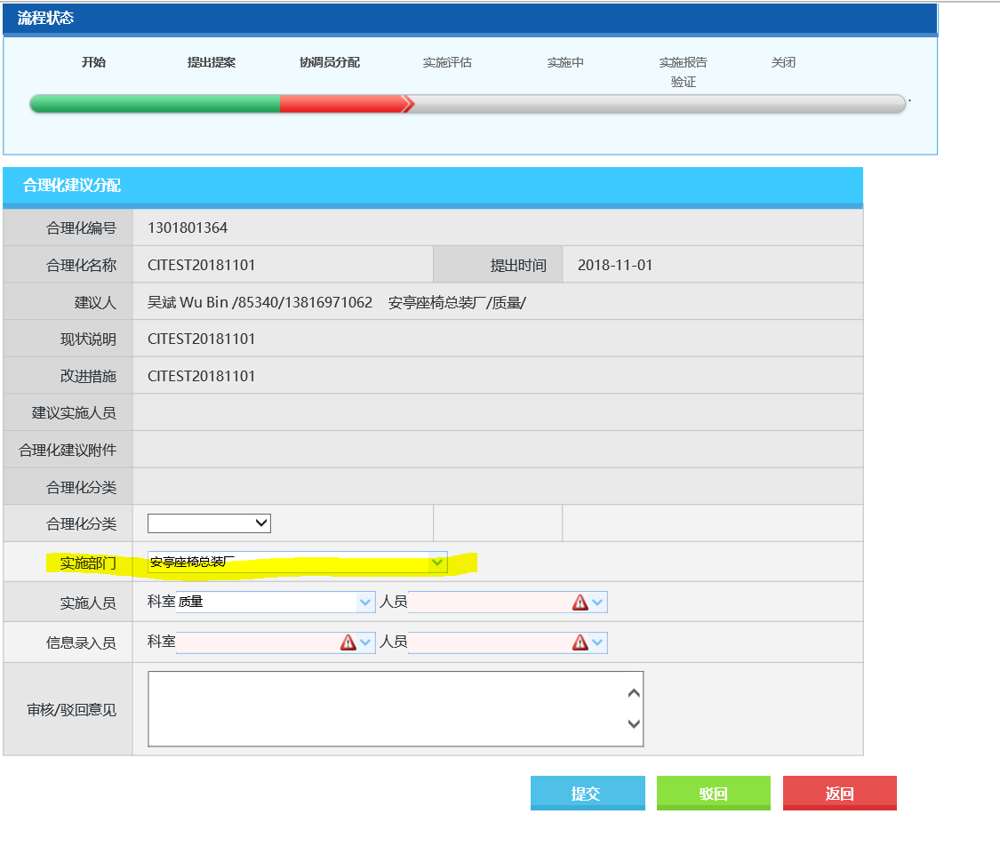 流程状态
开始 提出提案 协调员分配 实施评估 实施中 实施报告 关闭
验证
合理化建议分配
合理化编号 1301801364
合理化名称 CITEST20181101 提出时间 2018-11-01
建议人 吴斌 Wu Bin /85340/13816971062 安亭座椅总装厂/质量/
现状说明 CITEST20181101
改进措施 CITEST20181101
建议实施人员
合理化建议附件
合理化分类
合理化分类
实施部门 安亭座椅总装厂
实施人员 科室 质量 人员
信息录入员 科室 人员
审核/驳回意见
提交 驳回 返回